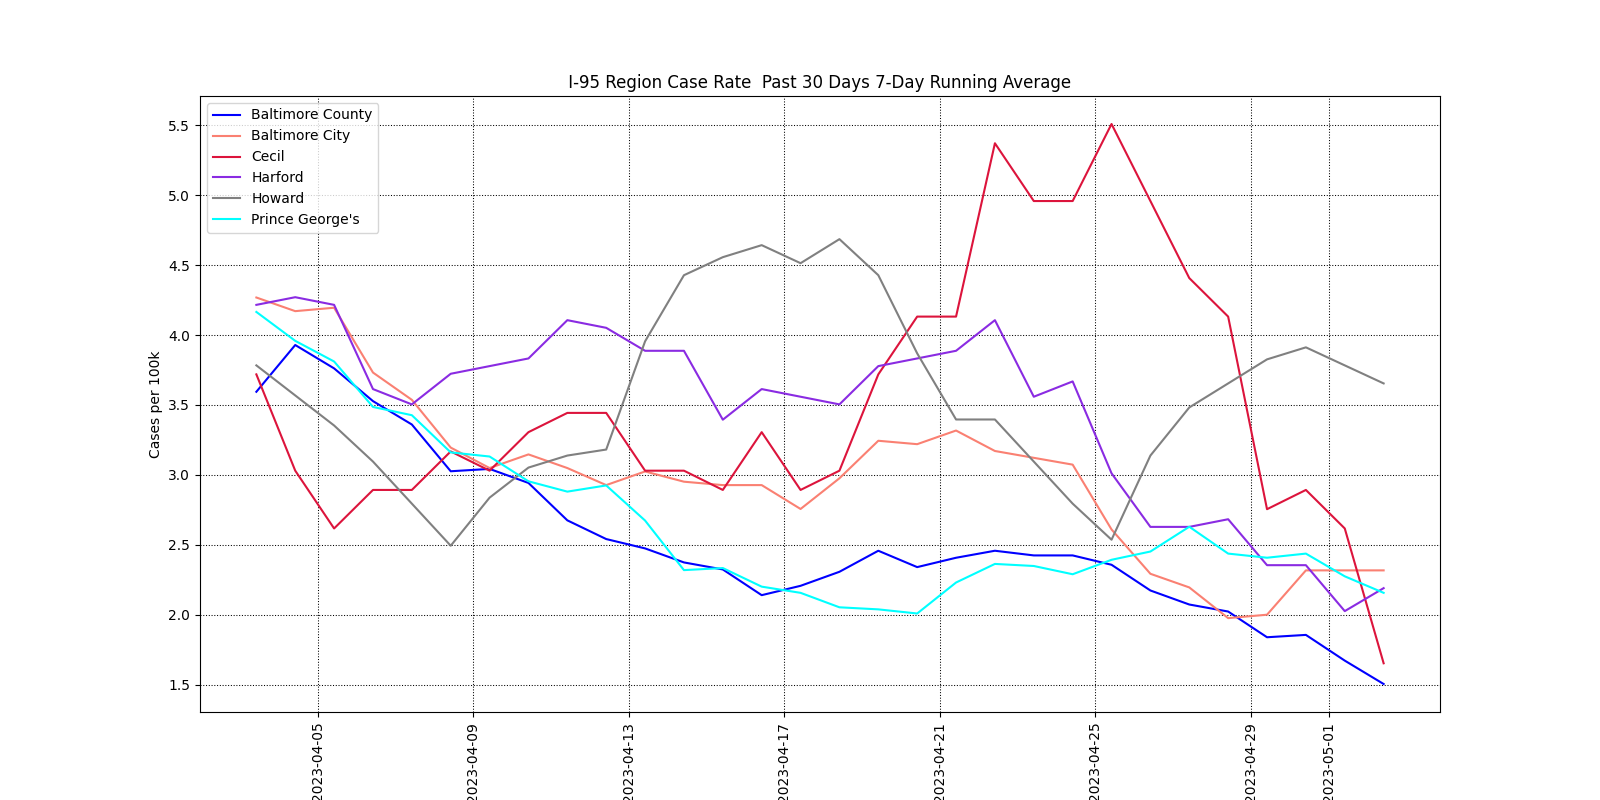 I-95 Region Case Rate  Past 30 Days 7-Day Running Average
Baltimore County
Baltimore City
Cecil
Harford
Howard
Prince George's
Cases per 100k
5.5
5.0
4.5
4.0
3.5
3.0
2.5
2.0
1.5
2023-04-05
2023-04-09
2023-04-13
2023-04-17
2023-04-21
2023-04-25
2023-04-29
2023-05-01